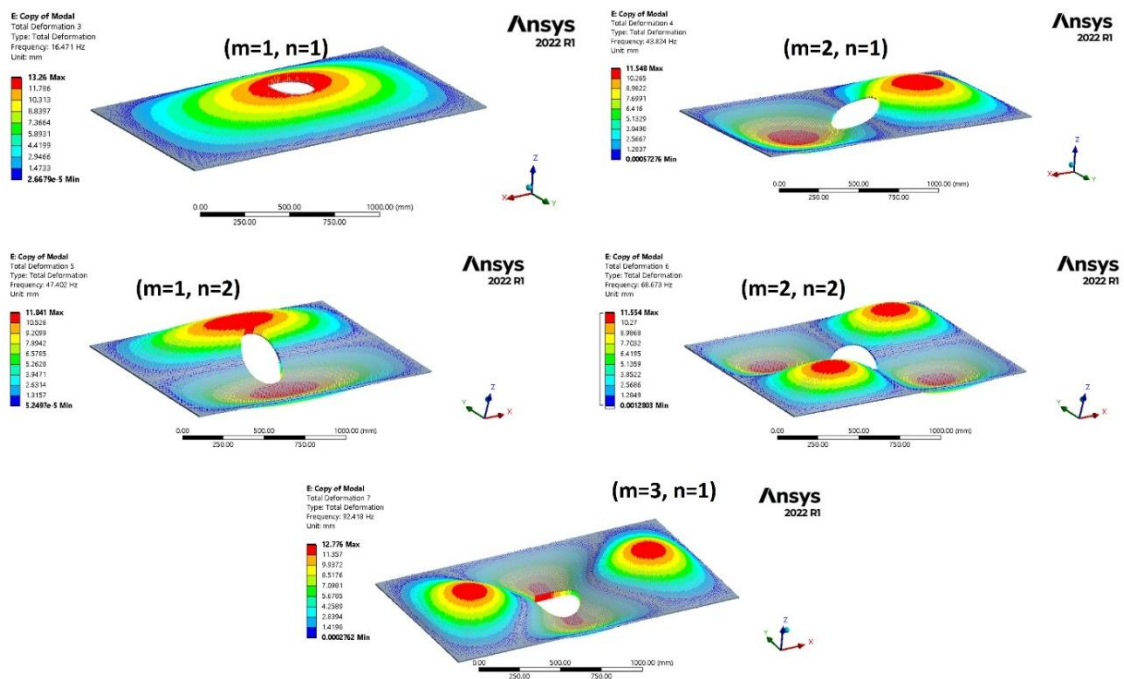 E: Copy of Modal
Total Deformation 3
Type: Total Deformation
Frequency: 16.471 Hz
Unit: mm
13.26 Max
11.786
10.313
8.8397
7.3664
5.8931
4.4199
2.9466
1.4733
2.6679e-5 Min
(m=1, n=1)
Ansys
2022 R1
Z
X
Y
0.00
500.00
1000.00 (mm)
250.00
750.00
E: Copy of Modal
Total Deformation 4
Type: Total Deformation
Frequency: 43.824 Hz
Unit: mm
11.548 Max
10.265
8.9822
7.6991
6.416
5.1329
2.5667
0.00057276 Min
(m=2, n=1)
Ansys
2022 R1
Z
X
Y
0.00
500.00
1000.00 (mm)
250.00
750.00
E: Copy of Modal
Total Deformation 5
Type: Total Deformation
Frequency: 47.402 Hz
Unit: mm
11.841 Max
10.526
9.2099
7.8942
6.5785
5.2628
3.9471
2.6314
1.3157
5.2497e-5 Min
(m=1, n=2)
Ansys
2022 R1
Z
Y
X
0.00
500.00
1000.00 (mm)
250.00
750.00
E: Copy of Modal
Total Deformation 6
Type: Total Deformation
Frequency: 68.673 Hz
Unit: mm
11.554 Max
10.27
8.9868
7.7032
6.4195
5.1359
3.8522
2.5686
1.2849
0.0012803 Min
(m=2, n=2)
Ansys
2022 R1
Z
Y
X
0.00
500.00
1000.00 (mm)
250.00
750.00
E: Copy of Modal
Total Deformation 7
Type: Total Deformation
Frequency: 92.418 Hz
Unit: mm
12.776 Max
11.357
9.9372
8.5176
7.0981
5.6785
4.2589
2.8394
1.4198
0.0002762 Min
(m=3, n=1)
Ansys
2022 R1
Z
Y
X
0.00
500.00
1000.00 (mm)
250.00
750.00